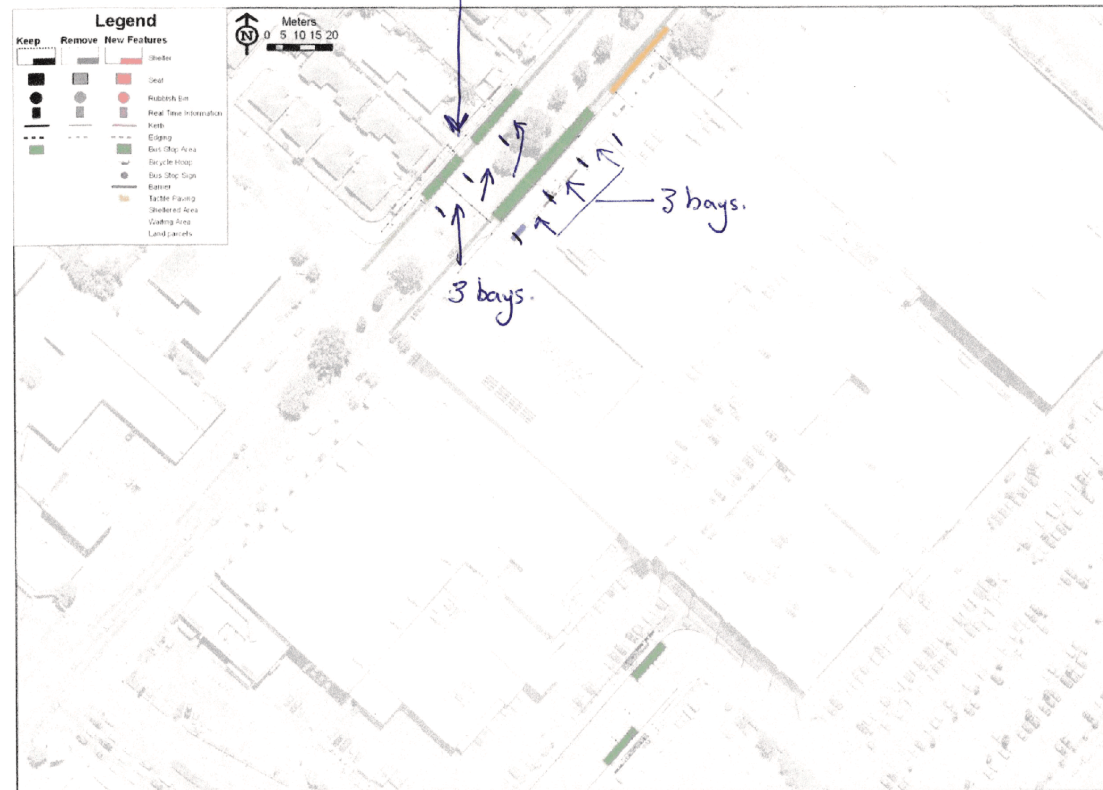 Legend
Keep Remove New Features
Shelter
Seat
Rubbish Bin
Real Time Information
Kerb
Edging
Bus Stop Area
Bicycle Hoop
Bus Stop Sign
Barrier
Tactile Paving
Sheltered Area
Waiting Area
Land parcels
N
Meters
0 5 10 15 20
3 bays.
3 bays.